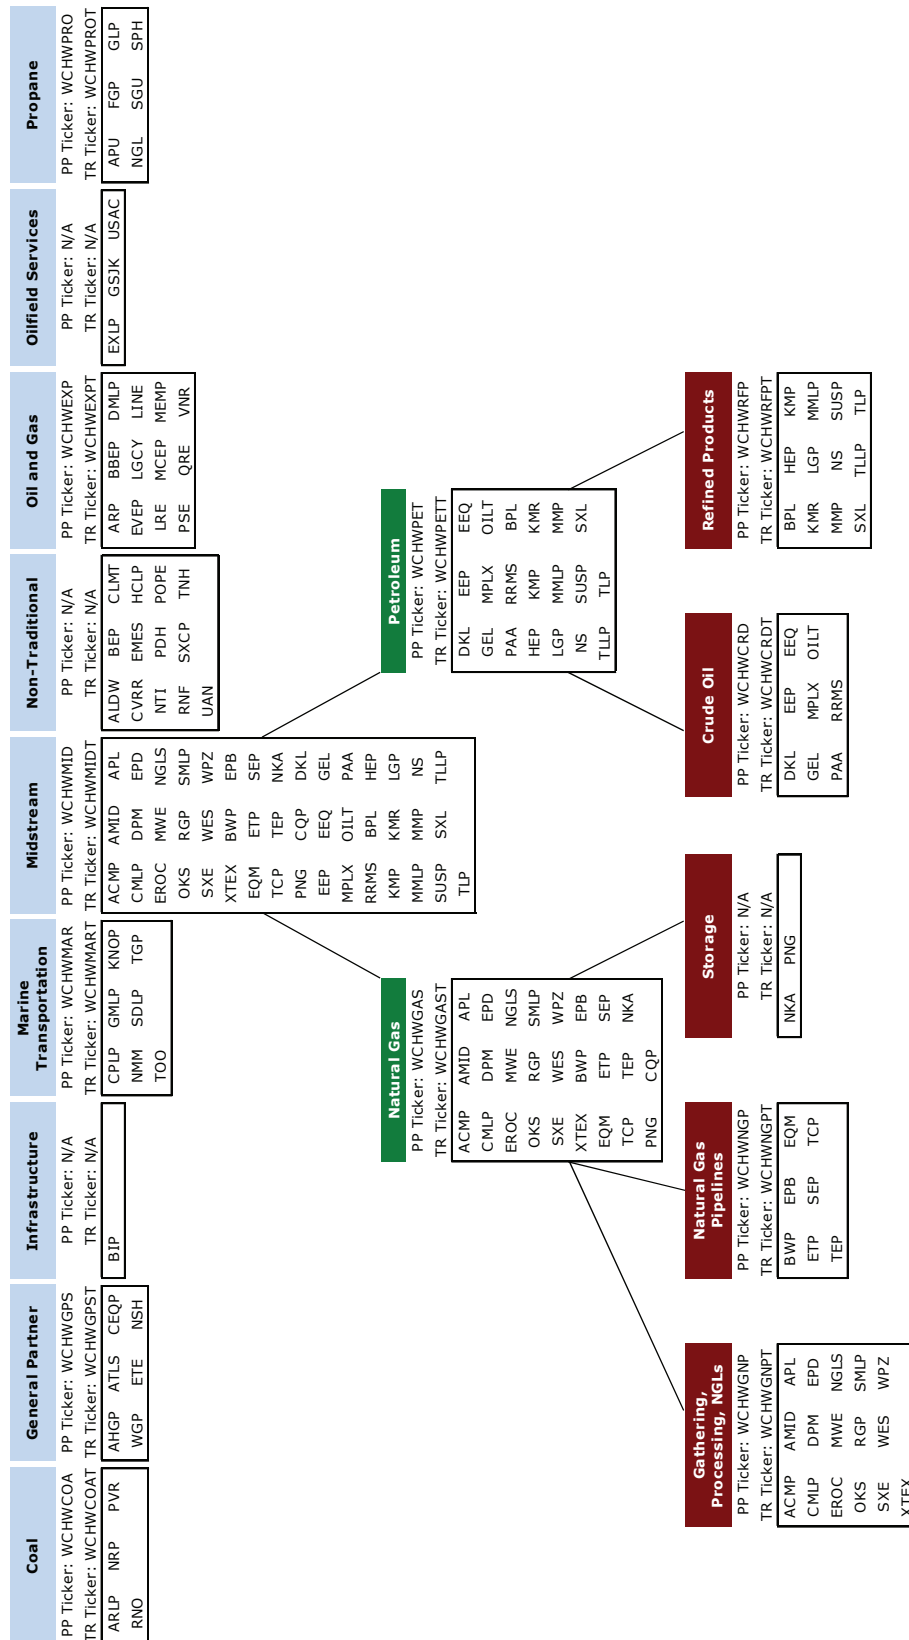 Coal
PP Ticker: WCHWCOA
TR Ticker: WCHWCOAT
ARLP NRP PVR
RNO
General Partner
PP Ticker: WCHWGPS
TR Ticker: WCHWGPST
AHGP ATLS CEQP
WGP ETE NSH
Infrastructure
PP Ticker: N/A
TR Ticker: N/A
BIP
Marine
Transportation
PP Ticker: WCHWMAR
TR Ticker: WCHWMART
CPLP GMLP KNOP
NMM SDLP TGP
TOO
Midstream
PP Ticker: WCHWMID
TR Ticker: WCHWMIDT
ACMP AMID APL
CMLP DPM EPD
EROC MWE NGLS
OKS RGP SMLP
SXE WES WPZ
XTEX BWP EPB
EQM ETP SEP
TCP TEP NKA
PNG CQP DKL
EEP EEQ GEL
MPLX OILT PAA
RRMS BPL HEP
KMP KMR LGP
MMLP MMP NS
SUSP SXL TLLP
TLP
Non-Traditional
PP Ticker: N/A
TR Ticker: N/A
ALDW BEP CLMT
CVRR EMES HCLP
NTI PDH POPE
RNF SXCP TNH
UAN
Oil and Gas
PP Ticker: WCHWEXP
TR Ticker: WCHWEXPT
ARP BBEP DMLP
EVEP LGCY LINE
LRE MCEP MEMP
PSE QRE VNR
Oilfield Services
PP Ticker: N/A
TR Ticker: N/A
EXLP GSJK USAC
Propane
PP Ticker: WCHWPRO
TR Ticker: WCHWPROT
APU FGP GLP
NGL SGU SPH
Natural Gas
PP Ticker: WCHWGAS
TR Ticker: WCHWGAST
ACMP AMID APL
CMLP DPM EPD
EROC MWE NGLS
OKS RGP SMLP
SXE WES WPZ
XTEX BWP EPB
EQM ETP SEP
TCP TEP NKA
PNG CQP
Petroleum
PP Ticker: WCHWPET
TR Ticker: WCHWPETT
DKL EEP EEQ
GEL MPLX OILT
PAA RRMS BPL
HEP KMP KMR
LGP MMLP MMP
NS SUSP SXL
TLLP TLP
Gathering,
Processing, NGLs
PP Ticker: WCHWGNP
TR Ticker: WCHWGNPT
ACMP AMID APL
CMLP DPM EPD
EROC MWE NGLS
OKS RGP SMLP
SXE WES WPZ
XTEX
Natural Gas
Pipelines
PP Ticker: WCHWNGP
TR Ticker: WCHWNGPT
BWP EPB EQM
ETP SEP TCP
TEP
Storage
PP Ticker: N/A
TR Ticker: N/A
NKA PNG
Crude Oil
PP Ticker: WCHWCRD
TR Ticker: WCHWCRDT
DKL EEP EEQ
GEL MPLX OILT
PAA RRMS
Refined Products
PP Ticker: WCHWRFP
TR Ticker: WCHWRFPT
BPL HEP KMP
KMR LGP MMLP
MMP NS SUSP
SXL TLLP TLP